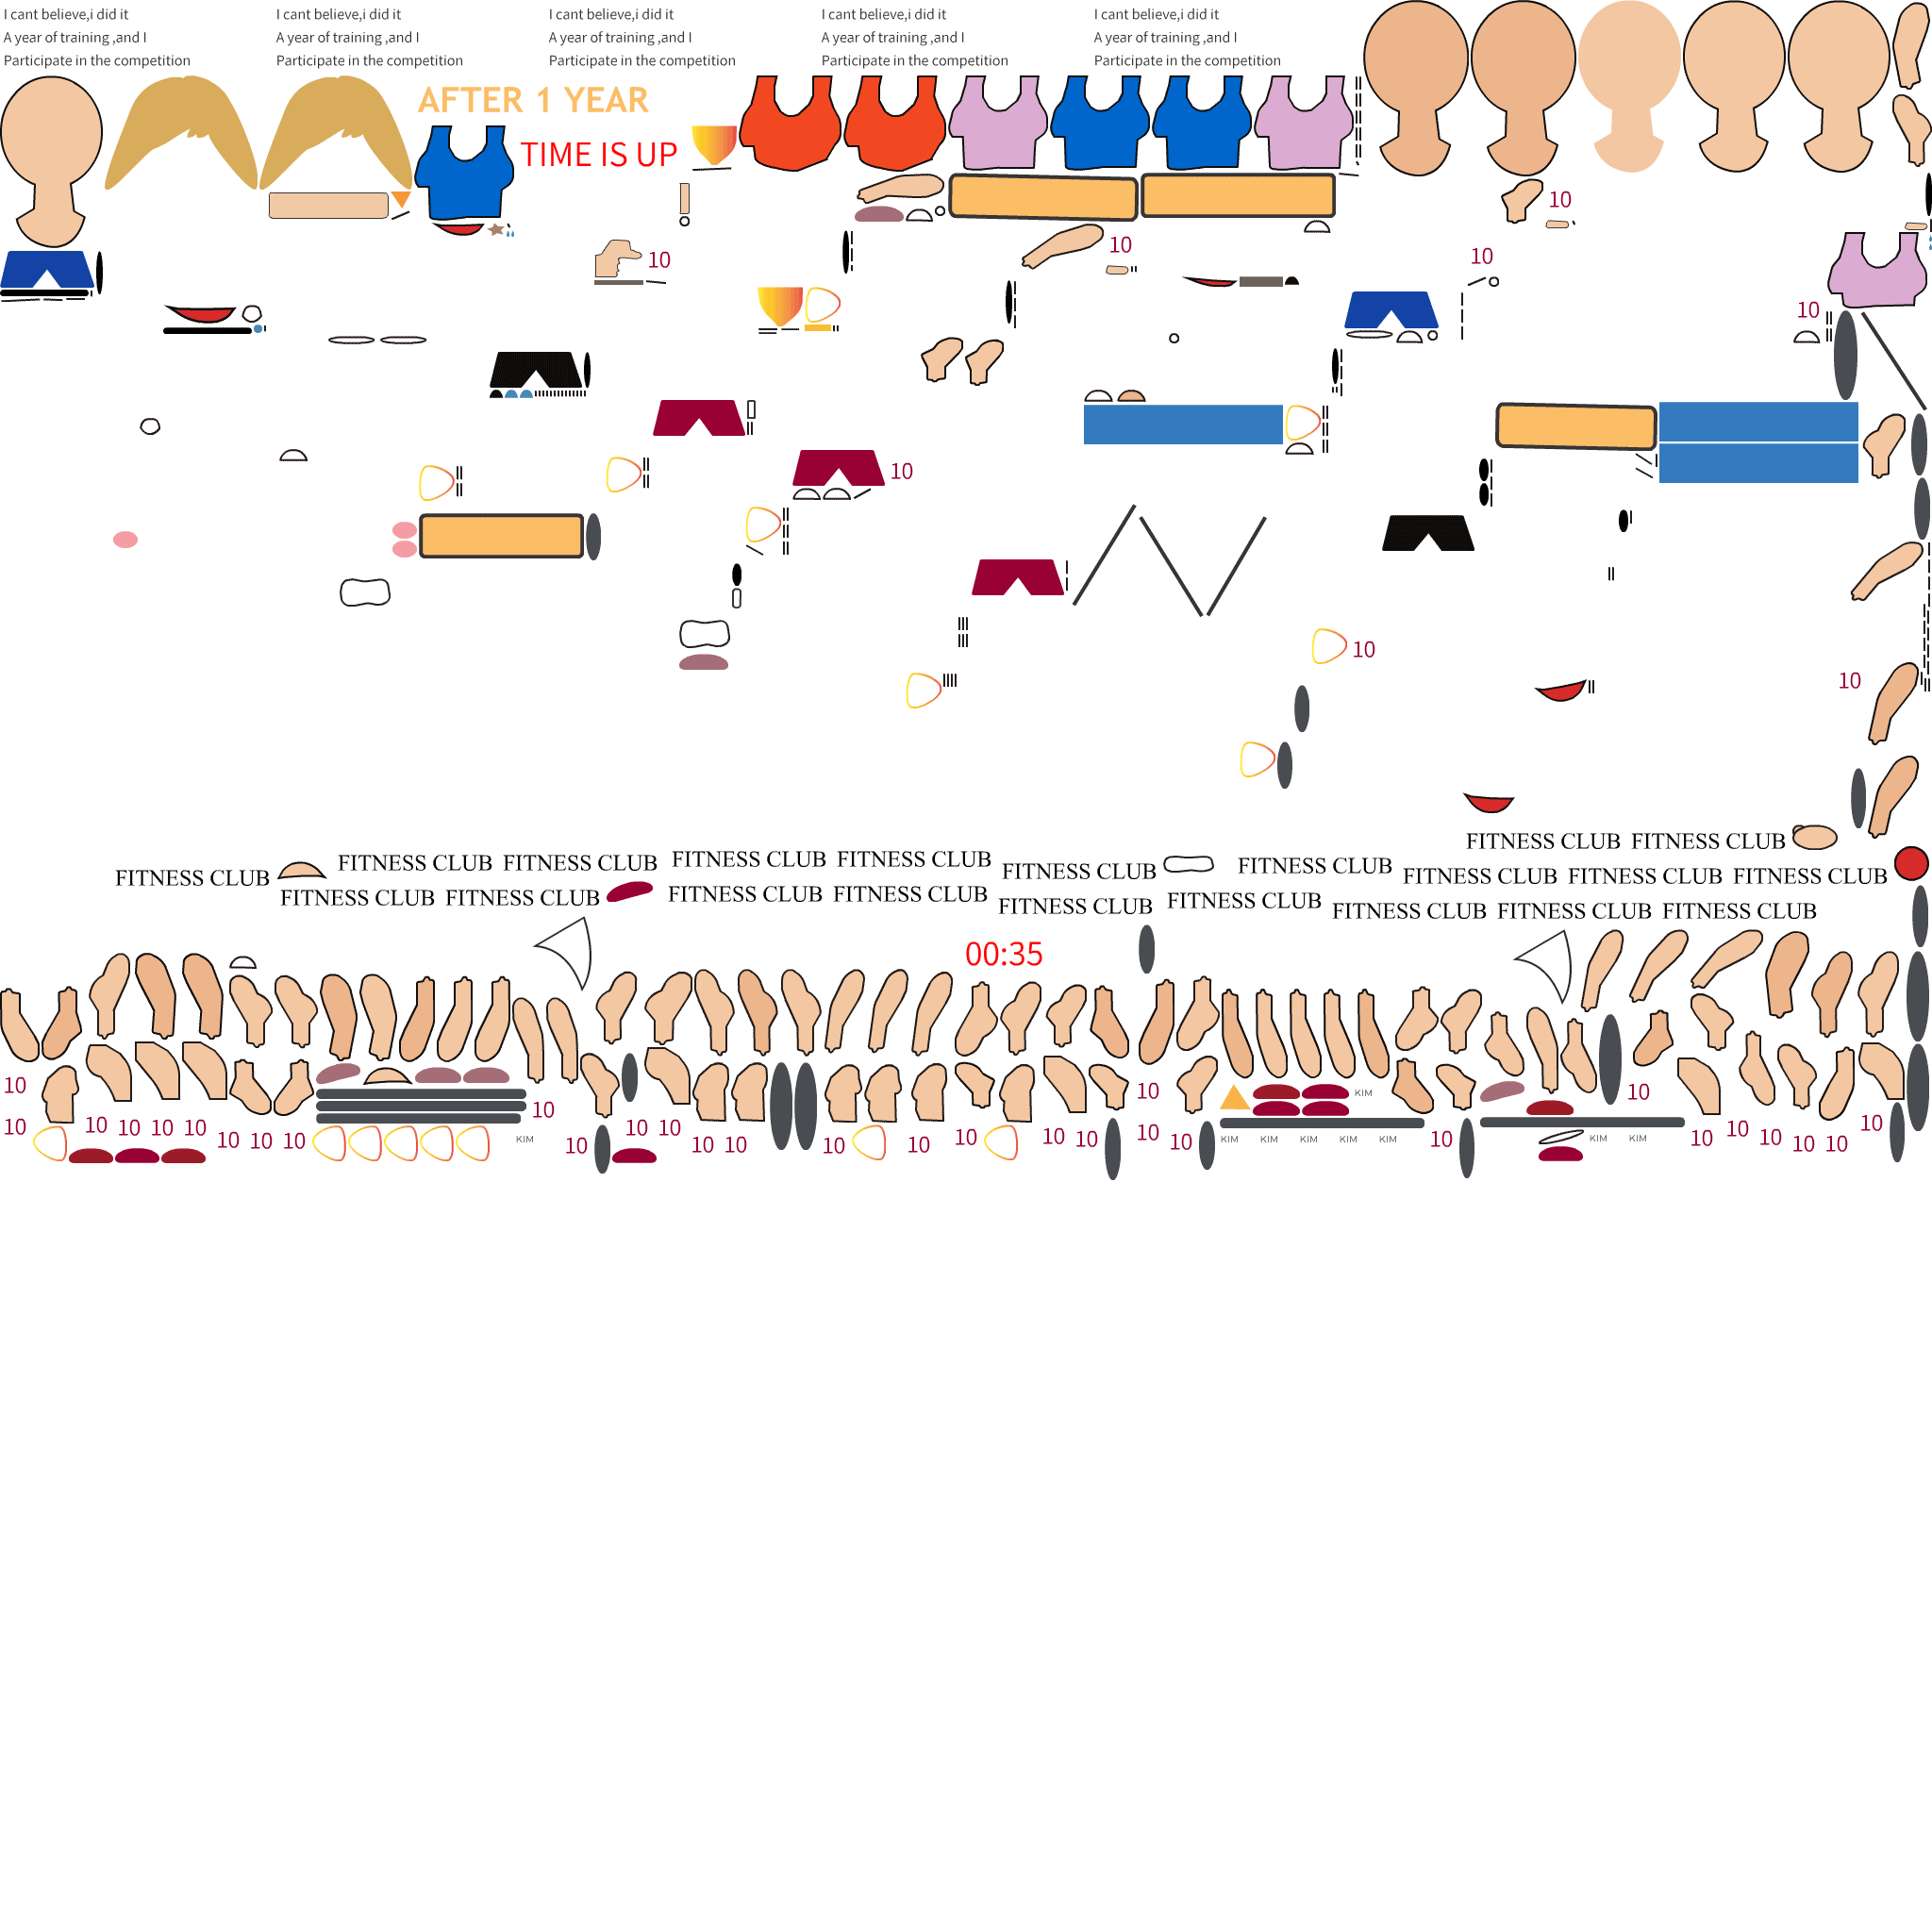 I cant believe,i did it
A year of training ,and I
Participate in the competition
I cant believe,i did it
A year of training ,and I
Participate in the competition
I cant believe,i did it
A year of training ,and I
Participate in the competition
I cant believe,i did it
A year of training ,and I
Participate in the competition
I cant believe,i did it
A year of training ,and I
Participate in the competition
AFTER 1 YEAR
TIME IS UP
10
10
10
10
10
10
10
10
FITNESS CLUB FITNESS CLUB
FITNESS CLUB FITNESS CLUB FITNESS CLUB FITNESS CLUB FITNESS CLUB FITNESS CLUB FITNESS CLUB
FITNESS CLUB FITNESS CLUB FITNESS CLUB FITNESS CLUB
FITNESS CLUB FITNESS CLUB FITNESS CLUB FITNESS CLUB FITNESS CLUB FITNESS CLUB
FITNESS CLUB FITNESS CLUB FITNESS CLUB
00:35
10 10 KIM 10
10 10 10 10 10 10 10 10 10
KIM 10 10 10 10 10 10 10 10 10 10 10 10
KIM KIM KIM KIM KIM 10 KIM KIM 10 10 10 10 10 10